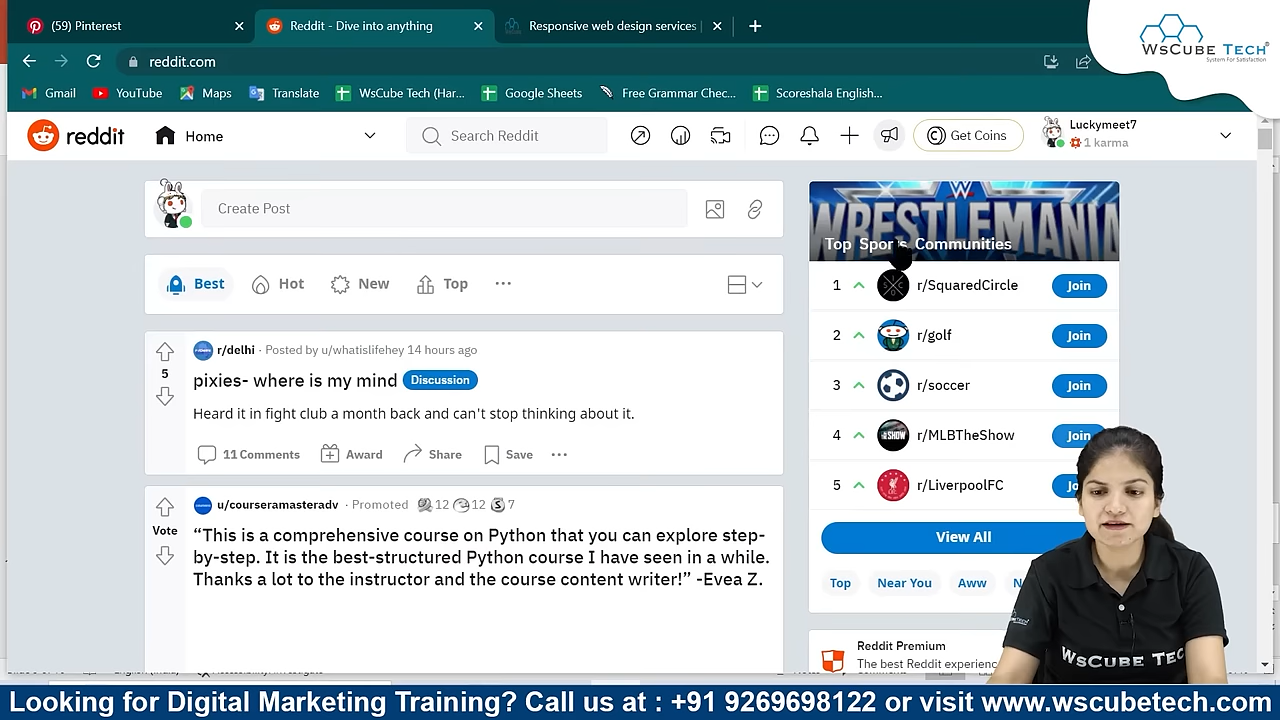 (59) Pinterest
Reddit - Dive into anything
Responsive web design services
WsCube Tech®
System For Satisfaction
reddit.com
Gmail
YouTube
Maps
Translate
WsCube Tech (Har...
Google Sheets
Free Grammar Chec...
Scoreshala English...
reddit
Home
Search Reddit
Get Coins
Luckymeet7
1 karma
Create Post
Best
Hot
New
Top
r/delhi · Posted by u/whatislifehey 14 hours ago
5
pixies- where is my mind Discussion
Heard it in fight club a month back and can't stop thinking about it.
11 Comments
Award
Share
Save
u/courseramasteradv · Promoted 12 12 7
Vote
“This is a comprehensive course on Python that you can explore step-
by-step. It is the best-structured Python course I have seen in a while.
Thanks a lot to the instructor and the course content writer!” -Evea Z.
W
WRESTLEMANIA
Top Sports Communities
1 r/SquaredCircle Join
2 r/golf Join
3 r/soccer Join
4 r/MLBTheShow Join
5 r/LiverpoolFC Jo
View All
Top
Near You
Aww
N
Reddit Premium
The best Reddit experienc
WsCube Tec
Looking for Digital Marketing Training? Call us at : +91 9269698122 or visit www.wscubetech.com